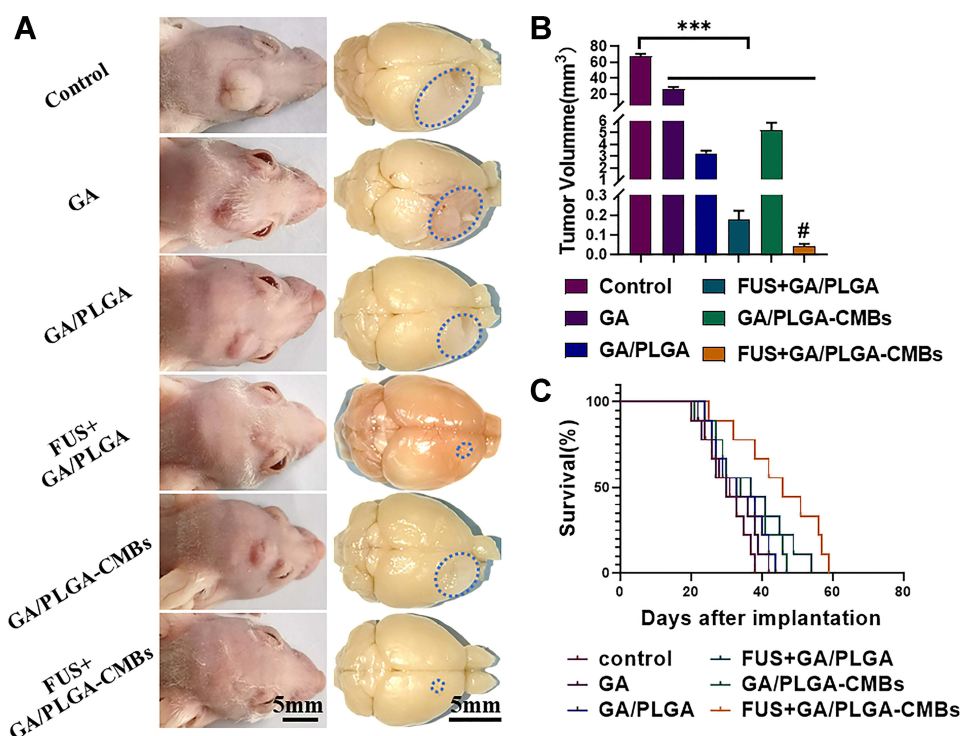 A
Control
GA
GA/PLGA
FUS+
GA/PLGA
GA/PLGA-CMBs
FUS+
GA/PLGA-CMBs
5mm
5mm
B
***
Tumor Volumme(mm3)
80
60
40
20
6
5
4
3
2
1
0.3
0.2
0.1
0.0
#
Control
FUS+GA/PLGA
GA
GA/PLGA-CMBs
GA/PLGA
FUS+GA/PLGA-CMBs
C
Survival(%)
100
50
0
0
20
40
60
80
Days after implantation
control
FUS+GA/PLGA
GA
GA/PLGA-CMBs
GA/PLGA
FUS+GA/PLGA-CMBs